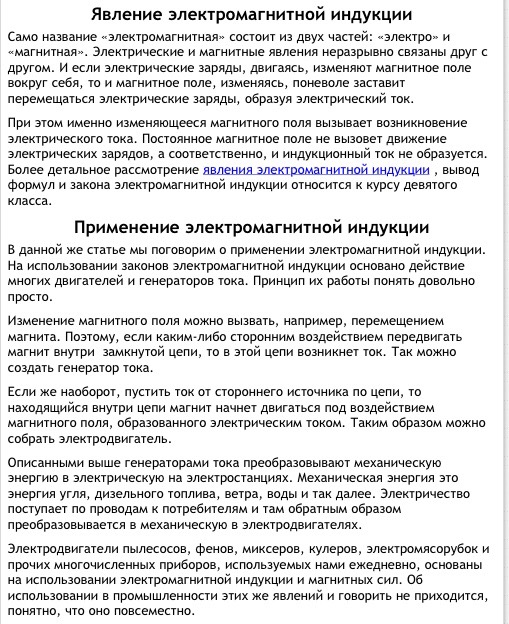 Явление электромагнитной индукции
Само название «электромагнитная» состоит из двух частей: «электро» и
«магнитная». Электрические и магнитные явления неразрывно связаны друг с
другом. И если электрические заряды, двигаясь, изменяют магнитное поле
вокруг себя, то и магнитное поле, изменяясь, поневоле заставит
перемещаться электрические заряды, образуя электрический ток.
При этом именно изменяющееся магнитного поля вызывает возникновение
электрического тока. Постоянное магнитное поле не вызовет движение
электрических зарядов, а соответственно, и индукционный ток не образуется.
Более детальное рассмотрение явления электромагнитной индукции , вывод
формул и закона электромагнитной индукции относится к курсу девятого
класса.
Применение электромагнитной индукции
В данной же статье мы поговорим о применении электромагнитной индукции.
На использовании законов электромагнитной индукции основано действие
многих двигателей и генераторов тока. Принцип их работы понять довольно
просто.
Изменение магнитного поля можно вызвать, например, перемещением
магнита. Поэтому, если каким-либо сторонним воздействием передвигать
магнит внутри  замкнутой цепи, то в этой цепи возникнет ток. Так можно
создать генератор тока.
Если же наоборот, пустить ток от стороннего источника по цепи, то
находящийся внутри цепи магнит начнет двигаться под воздействием
магнитного поля, образованного электрическим током. Таким образом можно
собрать электродвигатель.
Описанными выше генераторами тока преобразовывают механическую
энергию в электрическую на электростанциях. Механическая энергия это
энергия угля, дизельного топлива, ветра, воды и так далее. Электричество
поступает по проводам к потребителям и там обратным образом
преобразовывается в механическую в электродвигателях.
Электродвигатели пылесосов, фенов, миксеров, кулеров, электромясорубок и
прочих многочисленных приборов, используемых нами ежедневно, основаны
на использовании электромагнитной индукции и магнитных сил. Об
использовании в промышленности этих же явлений и говорить не приходится,
понятно, что оно повсеместно.